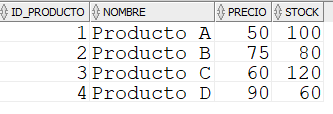 ID_PRODUCTO NOMBRE PRECIO STOCK
1 Producto A 50 100
2 Producto B 75 80
3 Producto C 60 120
4 Producto D 90 60